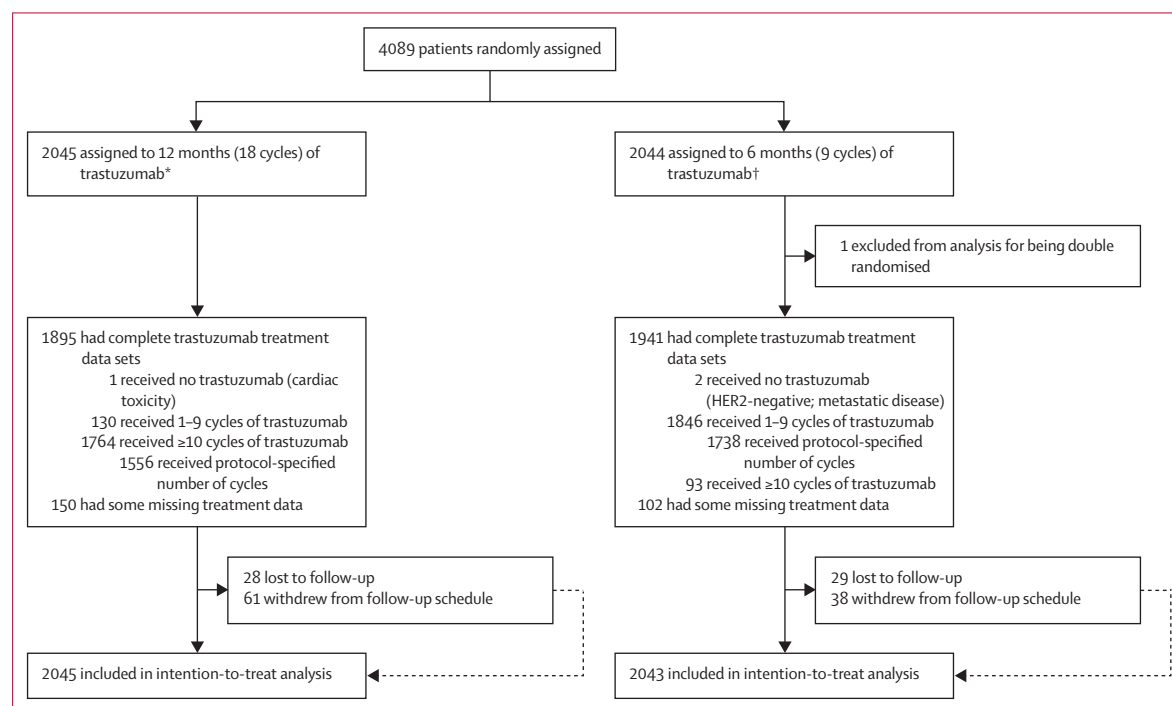 4089 patients randomly assigned
2045 assigned to 12 months (18 cycles) of
trastuzumab*
2044 assigned to 6 months (9 cycles) of
trastuzumab†
1 excluded from analysis for being double
randomised
1895 had complete trastuzumab treatment
data sets
1 received no trastuzumab (cardiac
toxicity)
130 received 1–9 cycles of trastuzumab
1764 received ≥10 cycles of trastuzumab
1556 received protocol-specified
number of cycles
150 had some missing treatment data
1941 had complete trastuzumab treatment
data sets
2 received no trastuzumab
(HER2-negative; metastatic disease)
1846 received 1–9 cycles of trastuzumab
1738 received protocol-specified
number of cycles
93 received ≥10 cycles of trastuzumab
102 had some missing treatment data
28 lost to follow-up
61 withdrew from follow-up schedule
29 lost to follow-up
38 withdrew from follow-up schedule
2045 included in intention-to-treat analysis
2043 included in intention-to-treat analysis